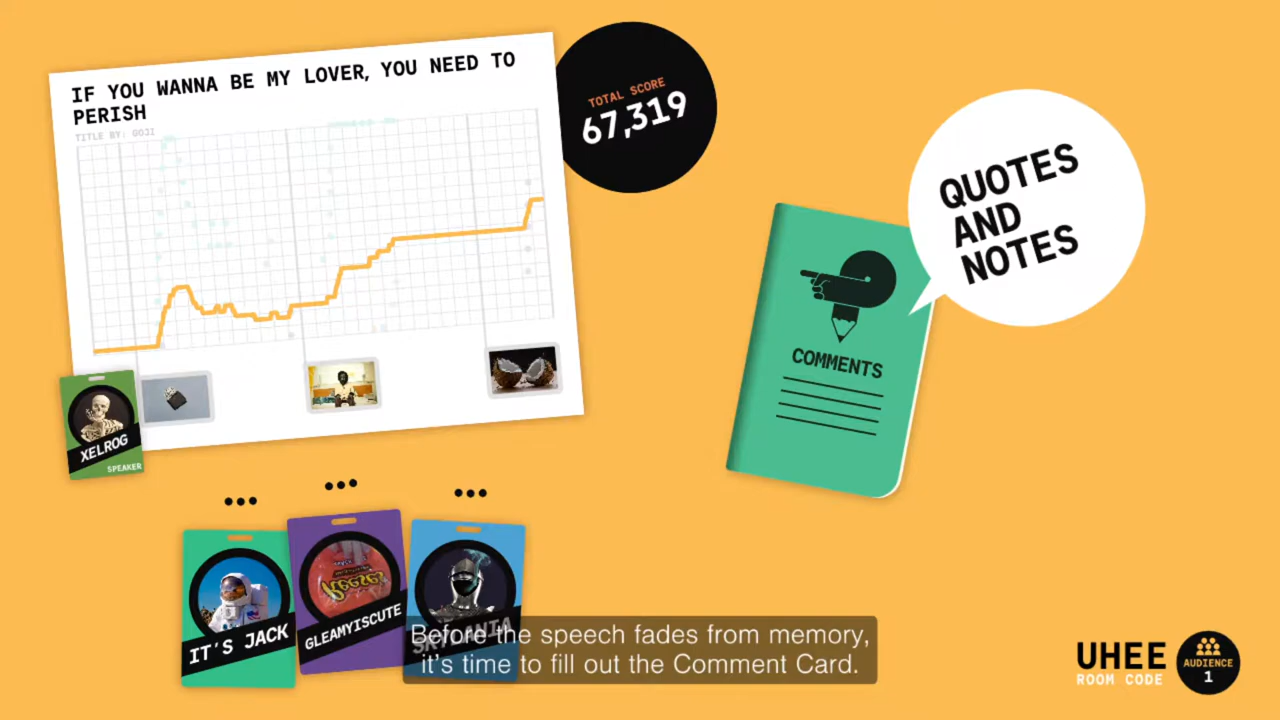 IF YOU WANNA BE MY LOVER, YOU NEED TO
PERISH
TITLE BY: GOJI
TOTAL SCORE
67,319
QUOTES
AND
NOTES
COMMENTS
XELROG
SPEAKER
IT'S JACK
GLEAMYISCUTE
REESE'S
Before the speech fades from memory,
it's time to fill out the Comment Card.
UHEE
ROOM CODE
AUDIENCE
1